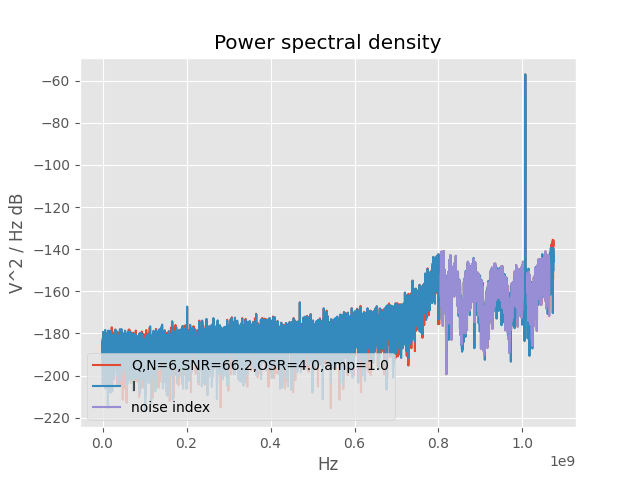 Power spectral density
V^2 / Hz dB
−60
−80
−100
−120
−140
−160
−180
−200
−220
Q,N=6,SNR=66.2,OSR=4.0,amp=1.0
I
noise index
0.0 0.2 0.4 0.6 0.8 1.0
1e9
Hz